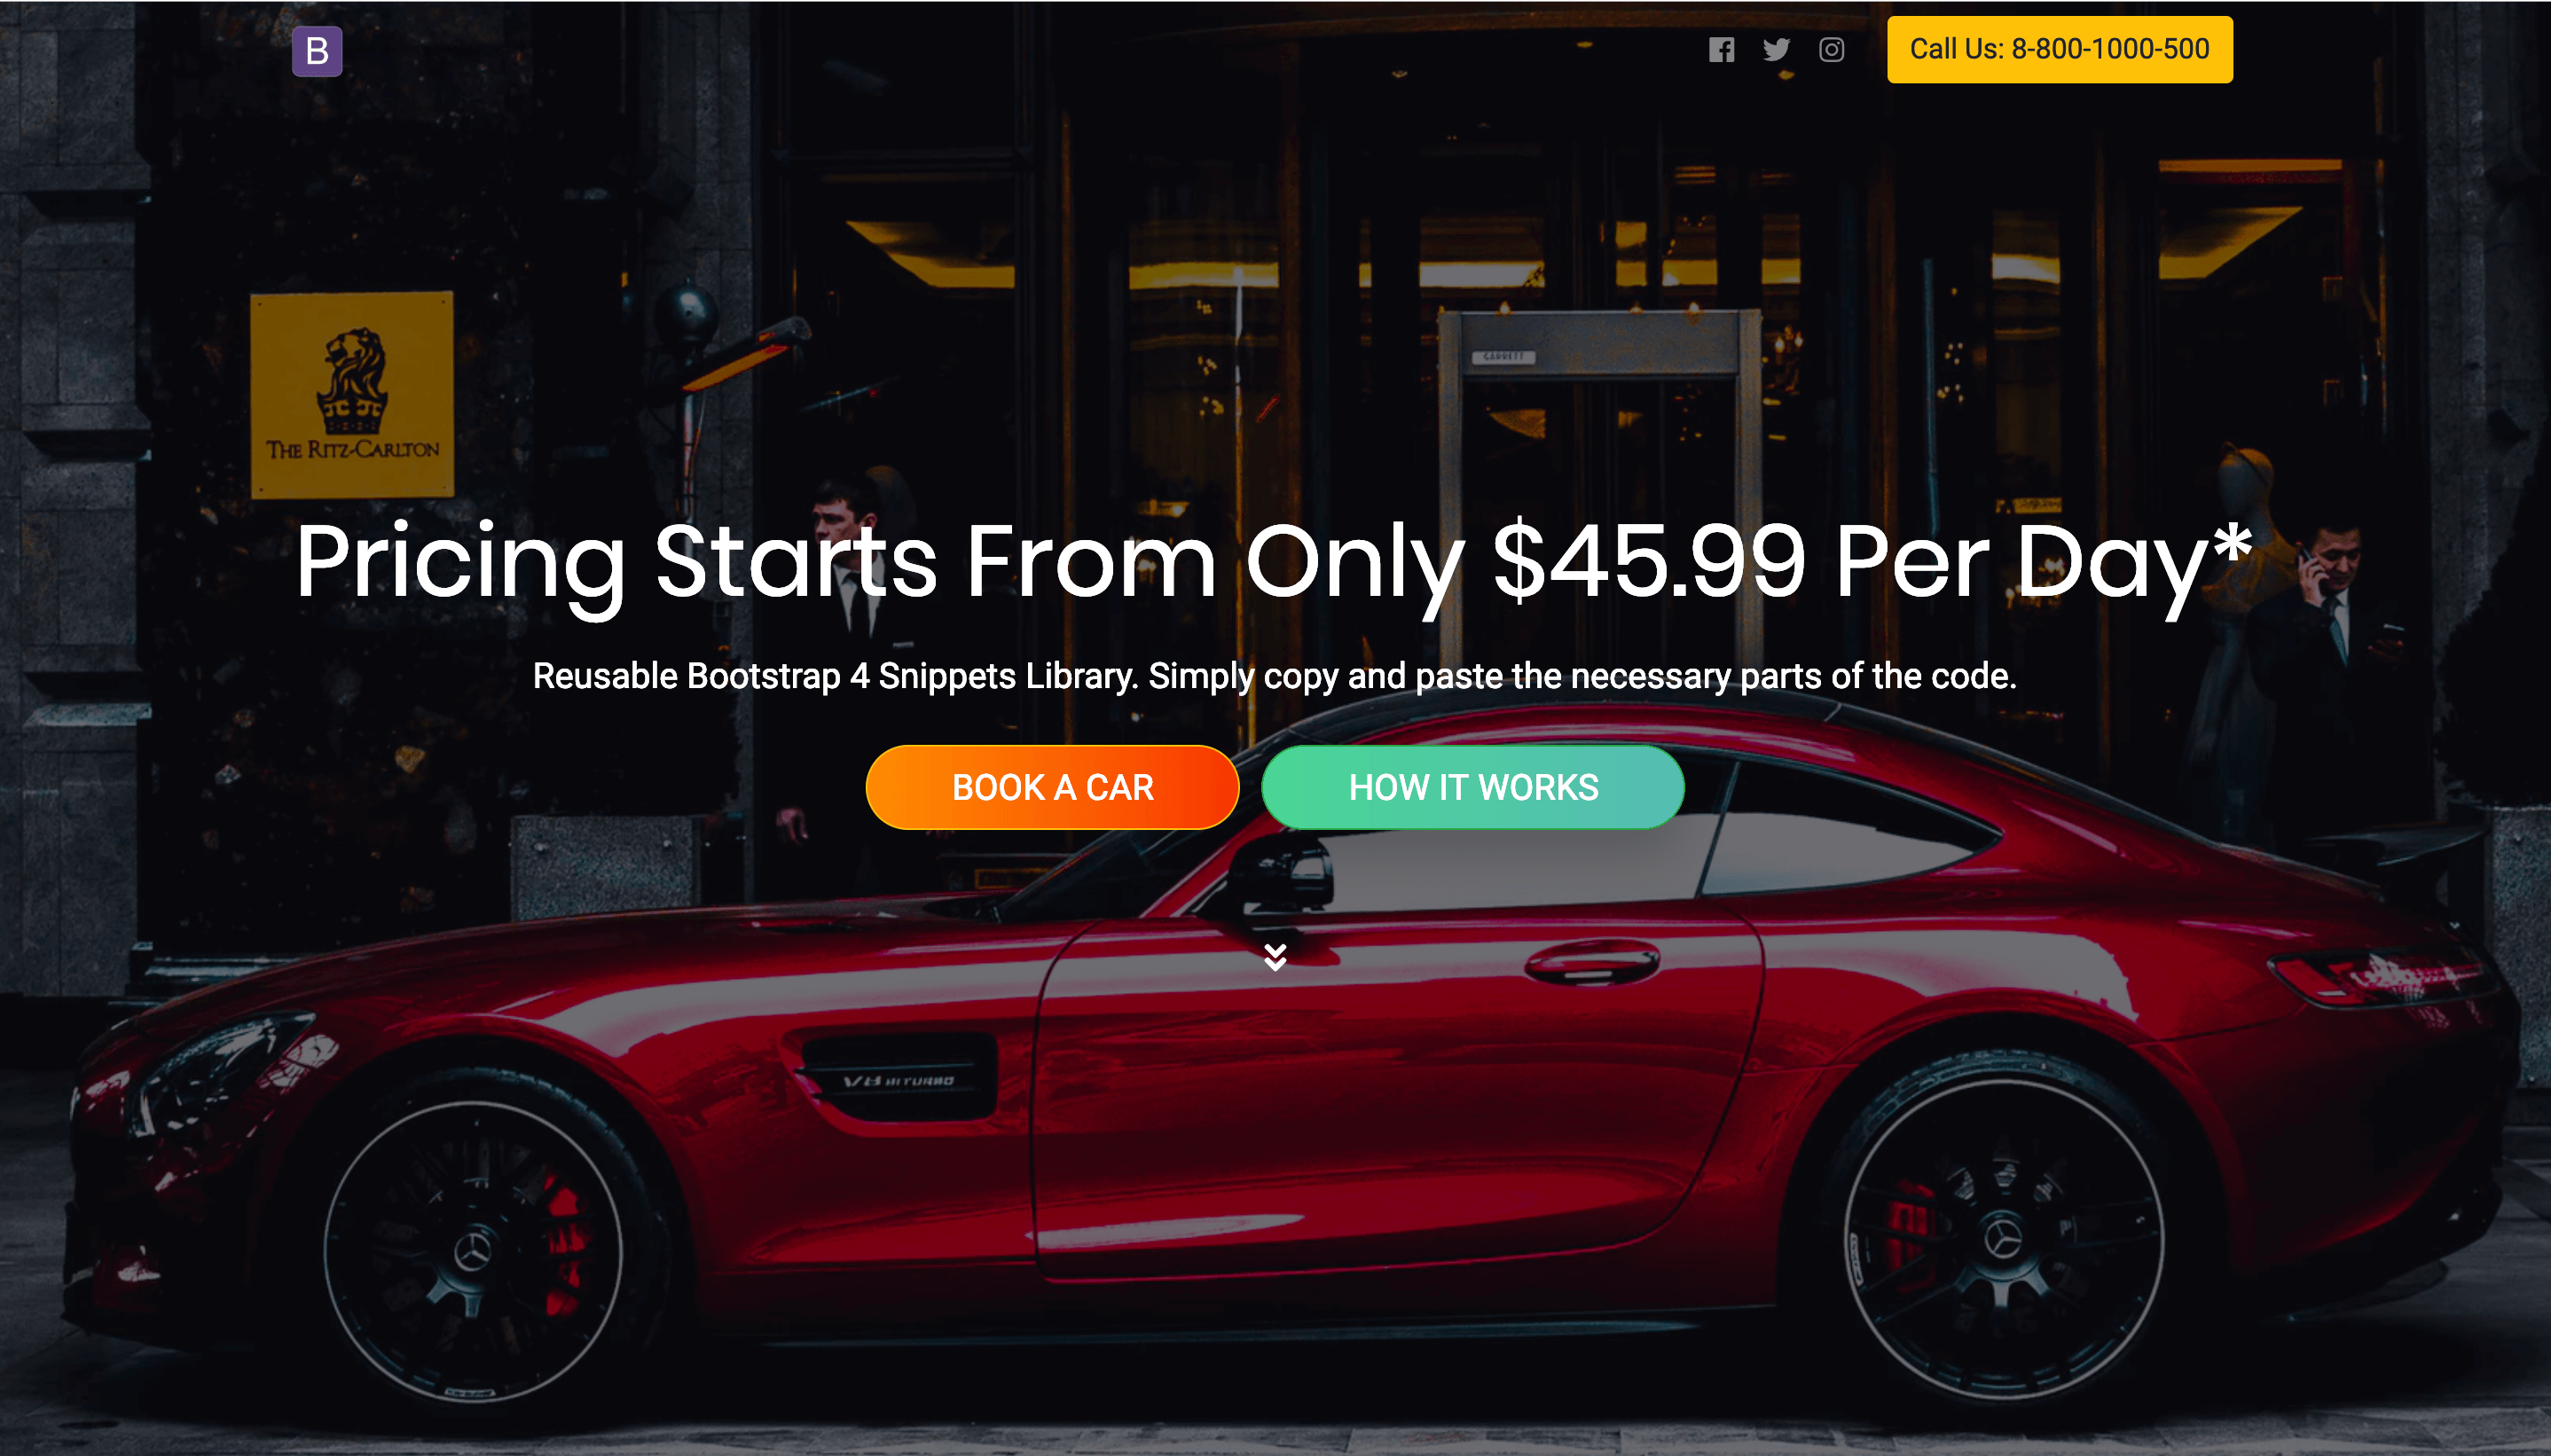 B
Call Us: 8-800-1000-500
GARRETT
THE RITZ-CARLTON
Pricing Starts From Only $45.99 Per Day*
Reusable Bootstrap 4 Snippets Library. Simply copy and paste the necessary parts of the code.
BOOK A CAR
HOW IT WORKS
V8 BITURBO